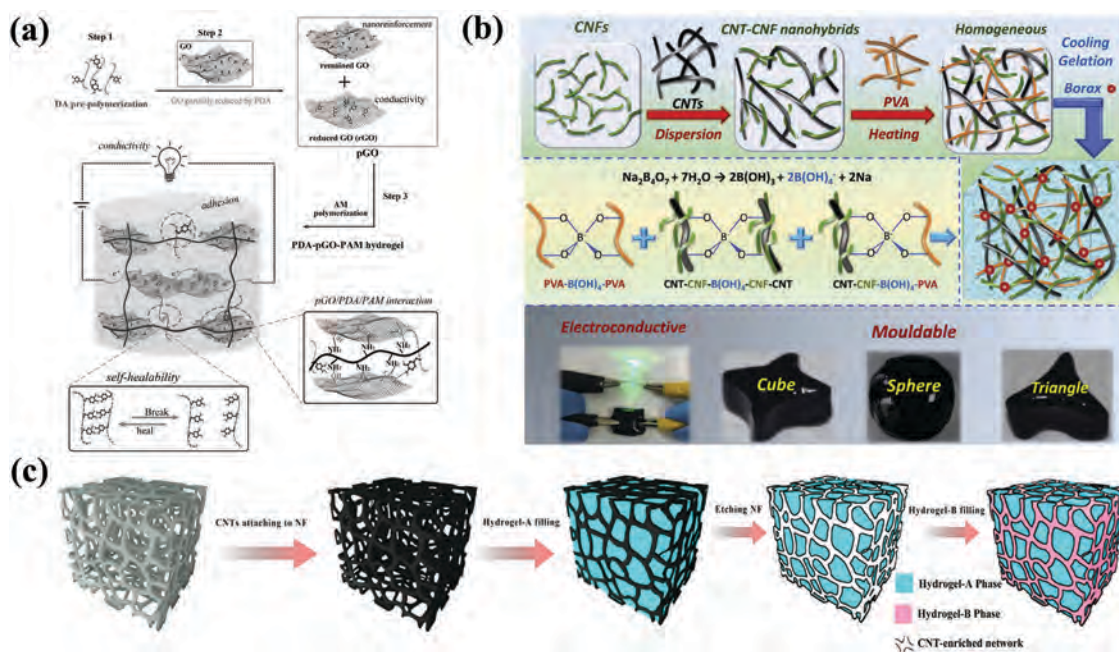 (a)
Step 1
DA pre-polymerization
Step 2
GO
GO partially reduced by PDA
nanoreinforcement
remained GO
+
conductivity
reduced GO (rGO)
pGO
AM
polymerization
Step 3
PDA-pGO-PAM hydrogel
conductivity
adhesion
pGO/PDA/PAM interaction
NH₂
NH₂
NH₂
NH₂
self-healability
Break
heal
(b)
CNFs
CNTs
Dispersion
CNT-CNF nanohybrids
PVA
Heating
Homogeneous
Cooling
Gelation
Borax
Na₂B₄O₇ + 7H₂O → 2B(OH)₃ + 2B(OH)₄⁻ + 2Na
O O
B
O O
PVA-B(OH)₄-PVA
+
O O
B
O O
CNT-CNF-B(OH)₄-CNF-CNT
+
O O
B
O O
CNT-CNF-B(OH)₄-PVA
Electroconductive
Mouldable
Cube
Sphere
Triangle
(c)
CNTs attaching to NF
Hydrogel-A filling
Etching NF
Hydrogel-B filling
Hydrogel-A Phase
Hydrogel-B Phase
CNT-enriched network